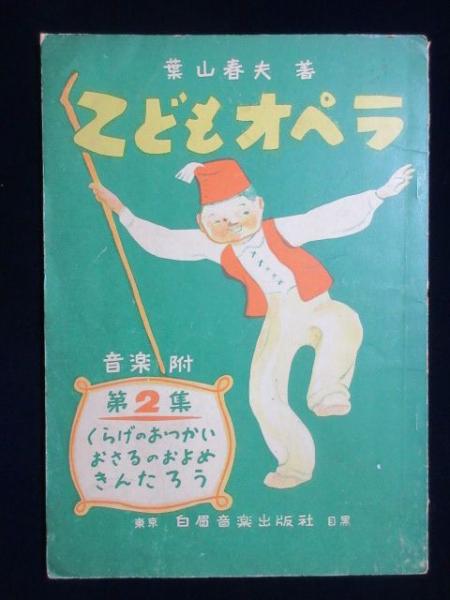 葉山春夫 著
こどもオペラ
音楽附
第2集
くらげのおつかい
おさるのおよめ
きんたろう
東京 白眉音楽出版社 目黒